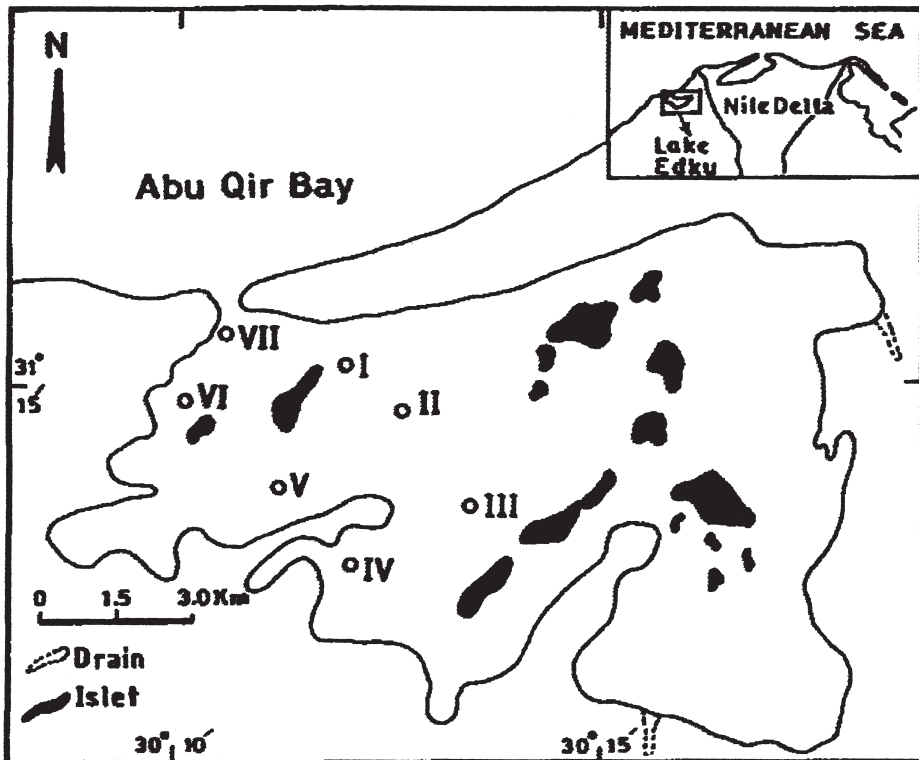 N
MEDITERRANEAN SEA
Nile Delta
Lake
Edku
Abu Qir Bay
VII
I
31°
15′
VI
II
V
III
IV
0 1.5 3.0Km
Drain
Islet
30° 10′
30° 15′